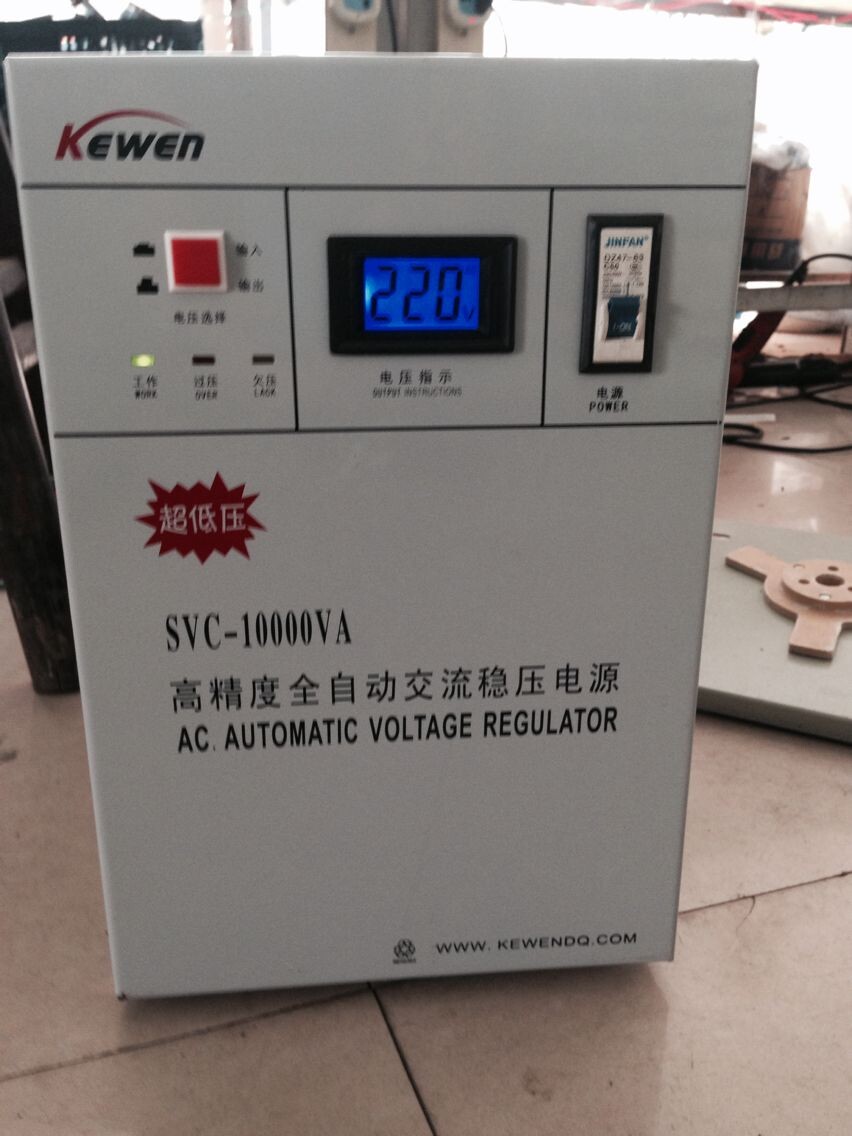 KEWEN
输入
输出
电压选择
工作 过压 欠压
WORK OVER LACK
220V
电压指示
OUTPUT INSTRUCTIONS
JINFAN
DZ47-63
C60
I-ON
电源
POWER
超低压
SVC-10000VA
高精度全自动交流稳压电源
AC. AUTOMATIC VOLTAGE REGULATOR
WWW. KEWENDQ.COM